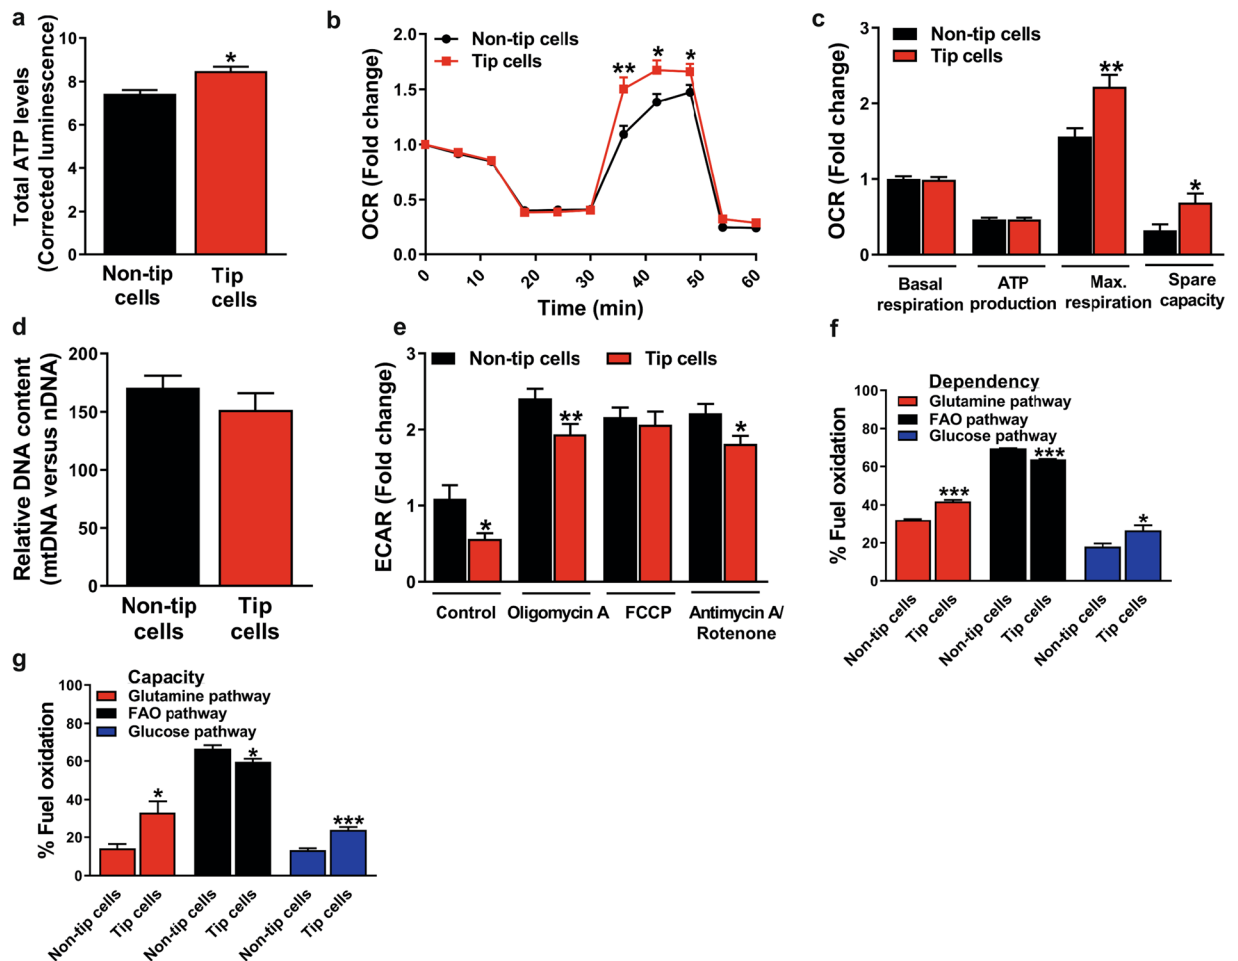 a
Total ATP levels
(Corrected luminescence)
10
8
6
4
2
0
*
Non-tip
cells
Tip
cells
b
OCR (Fold change)
2.0
1.5
1.0
0.5
0.0
Non-tip cells
Tip cells
**
*
*
0
10
20
30
40
50
60
Time (min)
c
OCR (Fold change)
3
2
1
0
Non-tip cells
Tip cells
**
*
Basal
respiration
ATP
production
Max.
respiration
Spare
capacity
d
Relative DNA content
(mtDNA versus nDNA)
200
150
100
50
0
Non-tip
cells
Tip
cells
e
ECAR (Fold change)
3
2
1
0
Non-tip cells
Tip cells
*
**
*
Control
Oligomycin A
FCCP
Antimycin A/
Rotenone
f
% Fuel oxidation
100
80
60
40
20
0
Dependency
Glutamine pathway
FAO pathway
Glucose pathway
***
***
*
Non-tip cells
Tip cells
Non-tip cells
Tip cells
Non-tip cells
Tip cells
g
% Fuel oxidation
100
80
60
40
20
0
Capacity
Glutamine pathway
FAO pathway
Glucose pathway
*
*
***
Non-tip cells
Tip cells
Non-tip cells
Tip cells
Non-tip cells
Tip cells